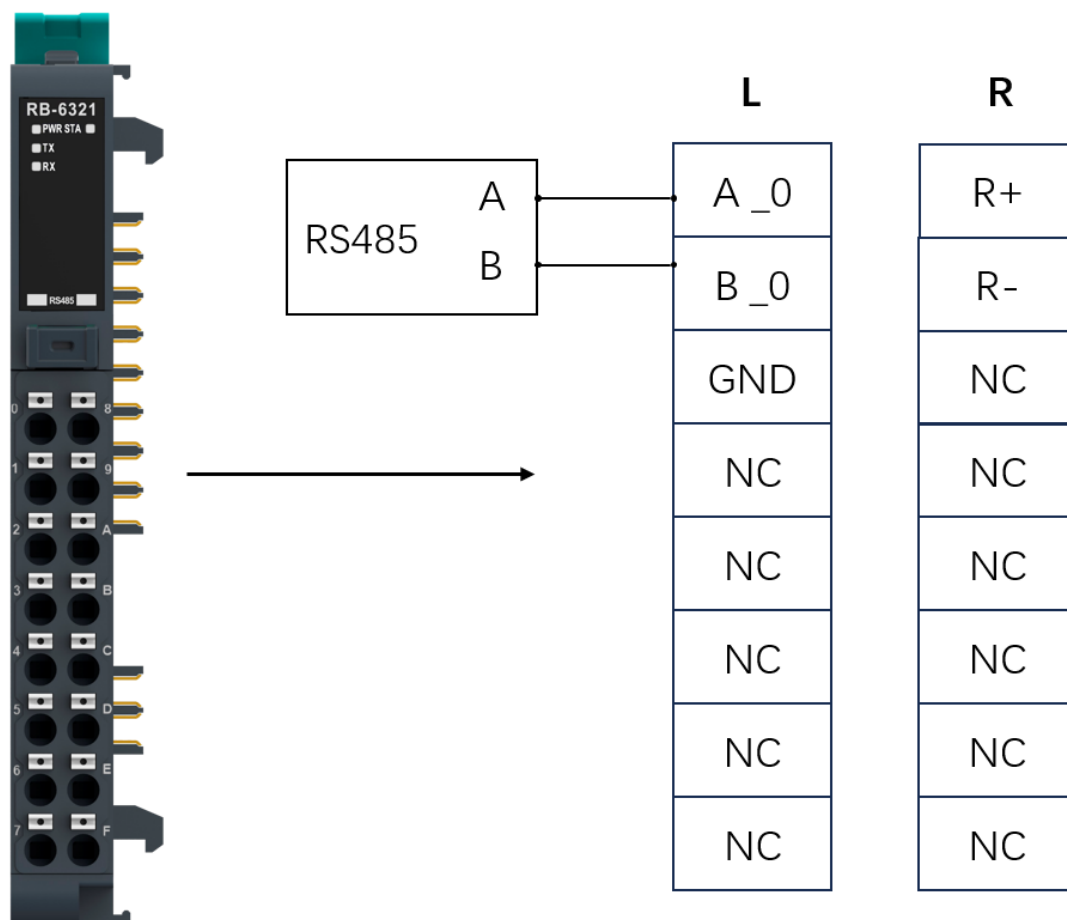 RB-6321
PWR STA
TX
RX
RS485
0 8
1 9
2 A
3 B
4 C
5 D
6 E
7 F
RS485
A
B
L R
A _0 R+
B _0 R-
GND NC
NC NC
NC NC
NC NC
NC NC
NC NC